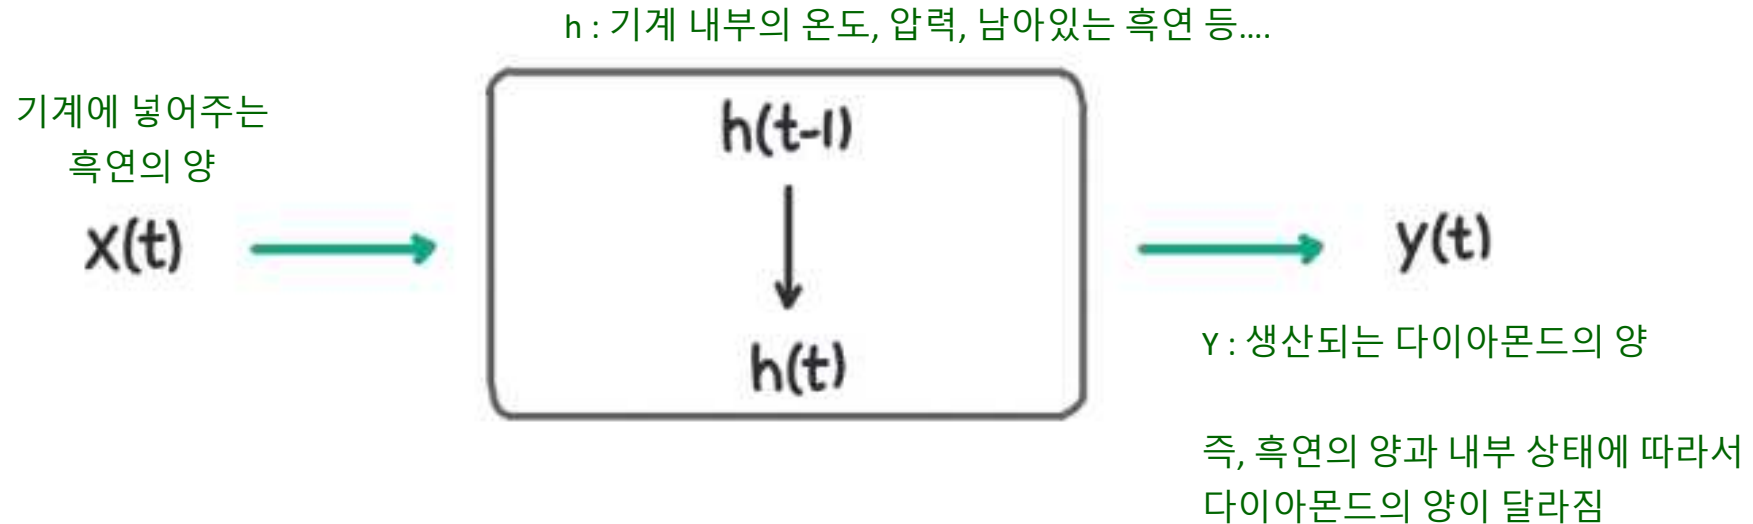 h : 기계 내부의 온도, 압력, 남아있는 흑연 등....
기계에 넣어주는
흑연의 양
x(t)
h(t-1)
h(t)
y(t)
Y : 생산되는 다이아몬드의 양
즉, 흑연의 양과 내부 상태에 따라서
다이아몬드의 양이 달라짐